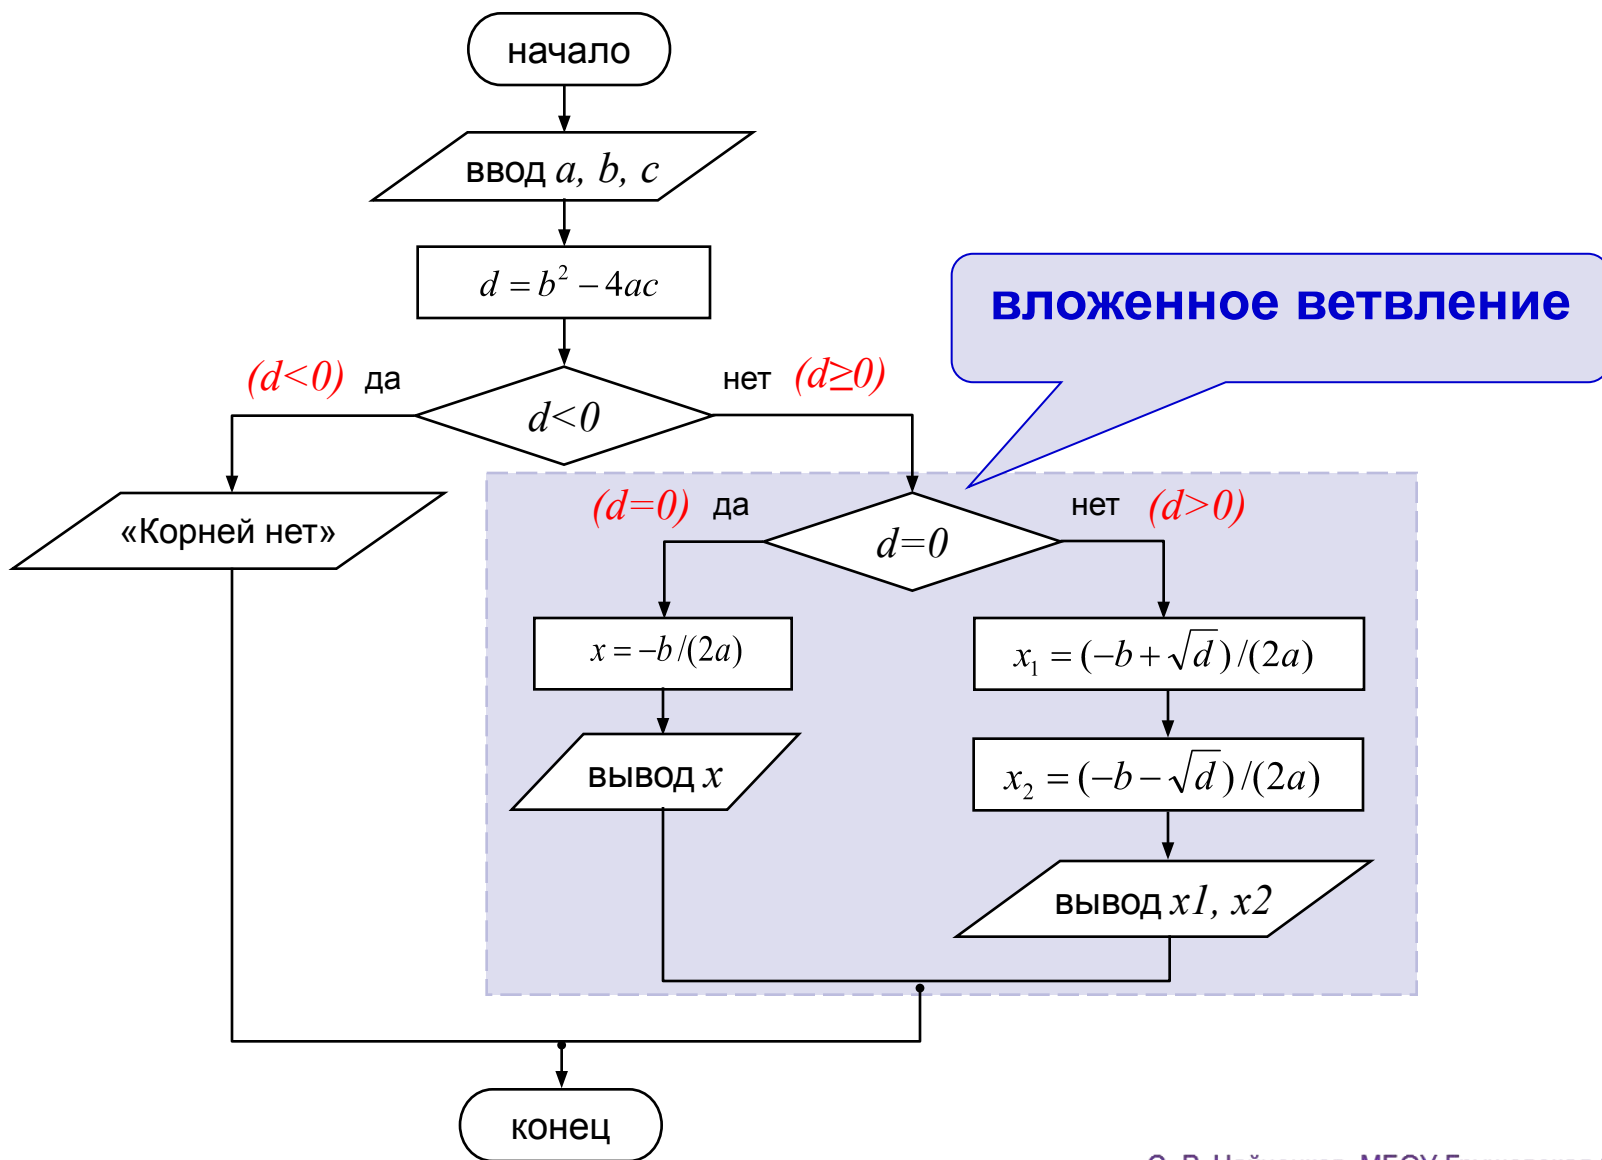 начало
ввод a, b, c
d = b² − 4ac
вложенное ветвление
(d<0) да
нет (d≥0)
d<0
«Корней нет»
(d=0) да
нет (d>0)
d=0
x = −b/(2a)
x₁ = (−b + √d)/(2a)
вывод x
x₂ = (−b − √d)/(2a)
вывод x1, x2
конец